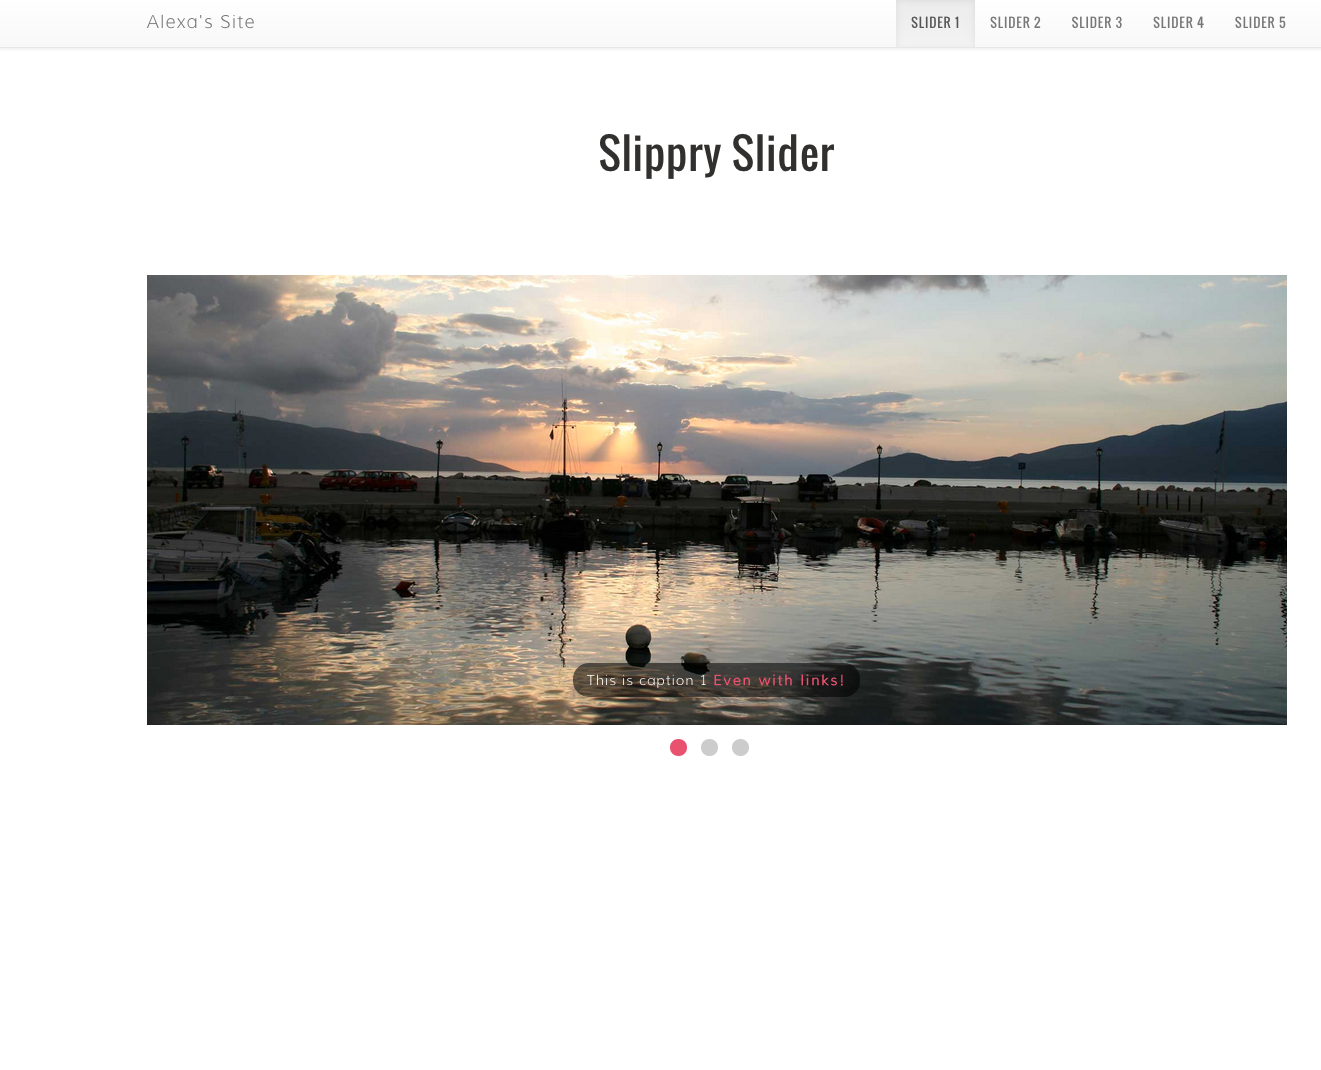 Alexa's Site
SLIDER 1
SLIDER 2
SLIDER 3
SLIDER 4
SLIDER 5
Slippry Slider
This is caption 1 Even with links!